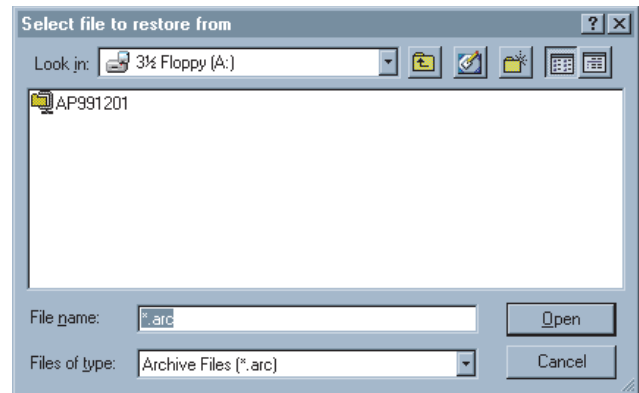 Select file to restore from
Look in: 3½ Floppy (A:)
AP991201
File name: *.arc Open
Files of type: Archive Files (*.arc) Cancel